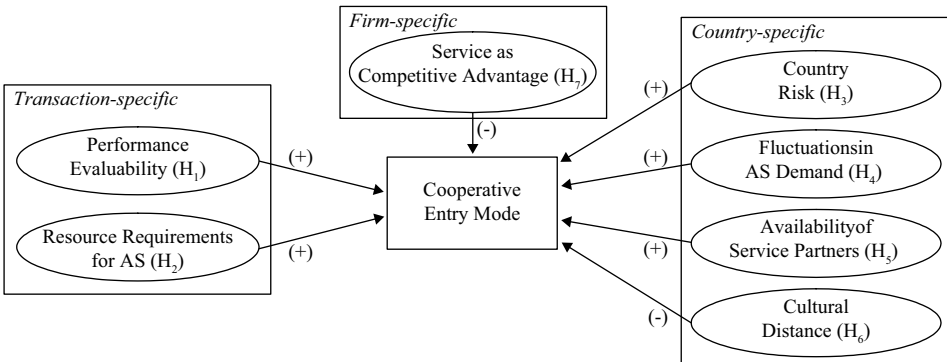 Firm-specific
Service as
Competitive Advantage (H₇)
(-)
Transaction-specific
Performance
Evaluability (H₁)
(+)
Resource Requirements
for AS (H₂)
(+)
Cooperative
Entry Mode
Country-specific
Country
Risk (H₃)
(+)
Fluctuationsin
AS Demand (H₄)
(+)
Availabilityof
Service Partners (H₅)
(+)
Cultural
Distance (H₆)
(-)